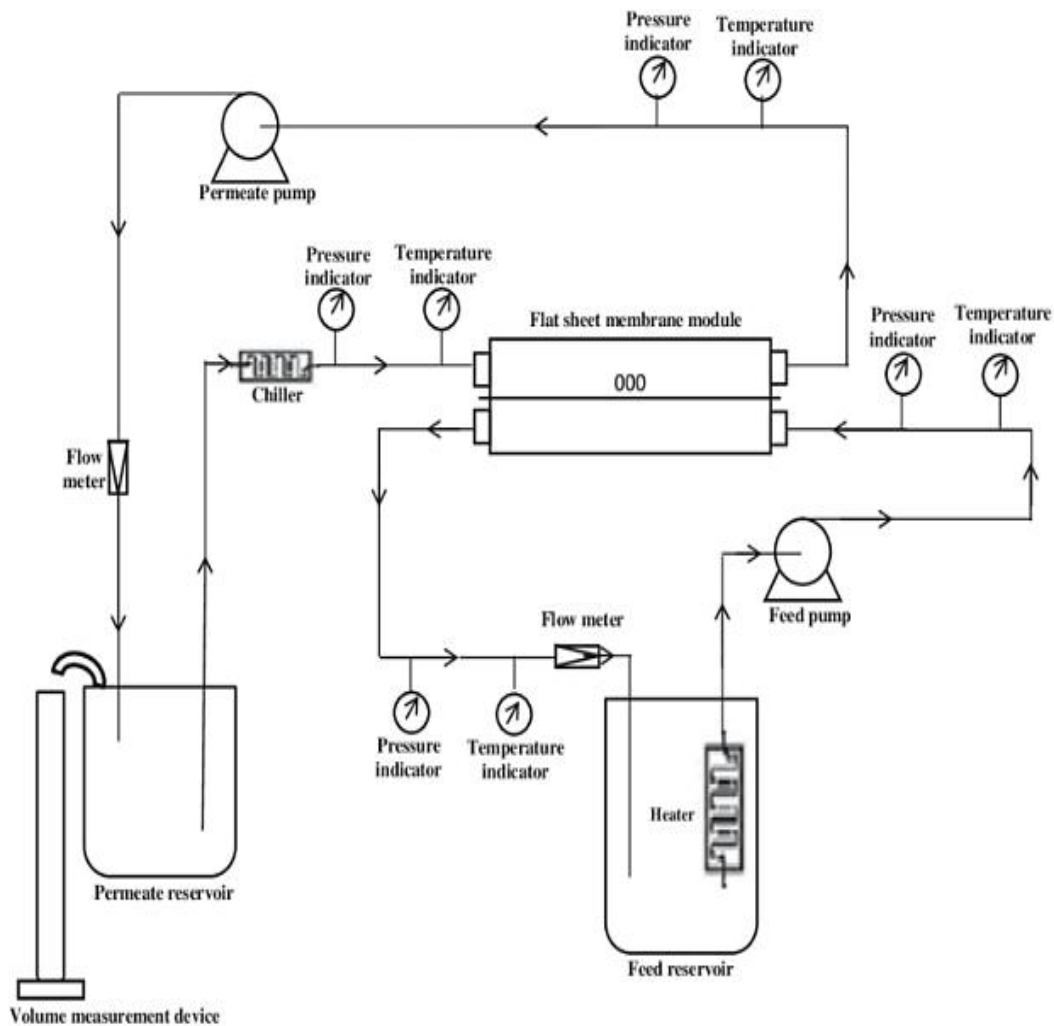 Pressure
indicator
Temperature
indicator
Permeate pump
Pressure
indicator
Temperature
indicator
Flat sheet membrane module
Pressure
indicator
Temperature
indicator
000
Chiller
Flow
meter
Feed pump
Flow meter
Pressure
indicator
Temperature
indicator
Heater
Permeate reservoir
Feed reservoir
Volume measurement device